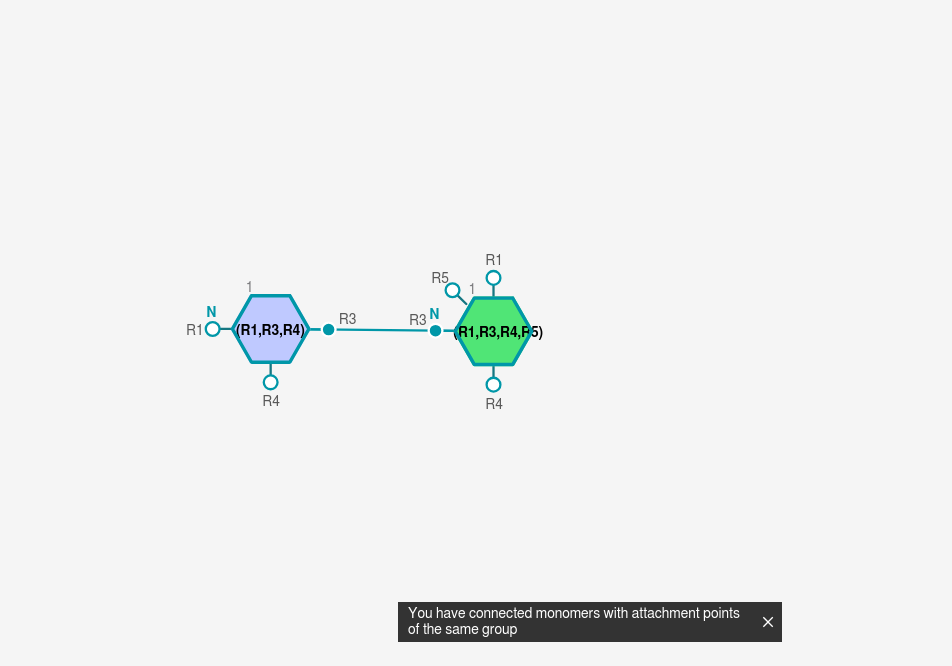 R1
R5
1
1
N
R3
R3
N
R1
(R1,R3,R4)
(R1,R3,R4,R5)
R4
R4
You have connected monomers with attachment points
of the same group